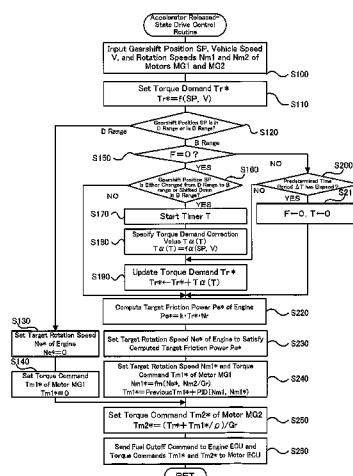 Accelerator Released-
State Drive Control
Routine
Input Gearshift Position SP, Vehicle Speed
V, and Rotation Speeds Nm1 and Nm2 of
Motors MG1 and MG2
S100
Set Torque Demand Tr*
Tr*←f(SP, V)
S110
Gearshift Position SP is in
D Range or is in B Range?
S120
D Range
B Range
S150
F=0?
YES
NO
S160
Gearshift Position SP
is Either Changed from D Range to B
range or Shifted Down
in B Range?
NO
YES
S200
Predetermined Time
Period ΔT has Elapsed?
NO
YES
S21
F←0, T←0
S170
Start Timer T
S180
Specify Torque Demand Correction
Value Tα(T)
Tα(T)=fα(SP, V)
S190
Update Torque Demand Tr*
Tr*←Tr*+Tα(T)
Compute Target Friction Power Pe* of Engine
Pe*=k·Tr*·Nr
S220
S130
Set Target Rotation Speed
Ne* of Engine
Ne*=0
Set Target Rotation Speed Ne* of Engine to Satisfy
Computed Target Friction Power Pe*
S230
S140
Set Torque Command
Tm1* of Motor MG1
Tm1*=0
Set Target Rotation Speed Nm1* and Torque
Command Tm1* of Motor MG1
Nm1*=fm(Ne*, Nm2/Gr)
Tm1*=PreviousTm1*+PID(Nm1, Nm1*)
S240
Set Torque Command Tm2* of Motor MG2
Tm2*=(Tr*+Tm1*/ρ)/Gr
S250
Send Fuel Cutoff Command to Engine ECU and
Torque Commands Tm1* and Tm2* to Motor ECU
S260
RET